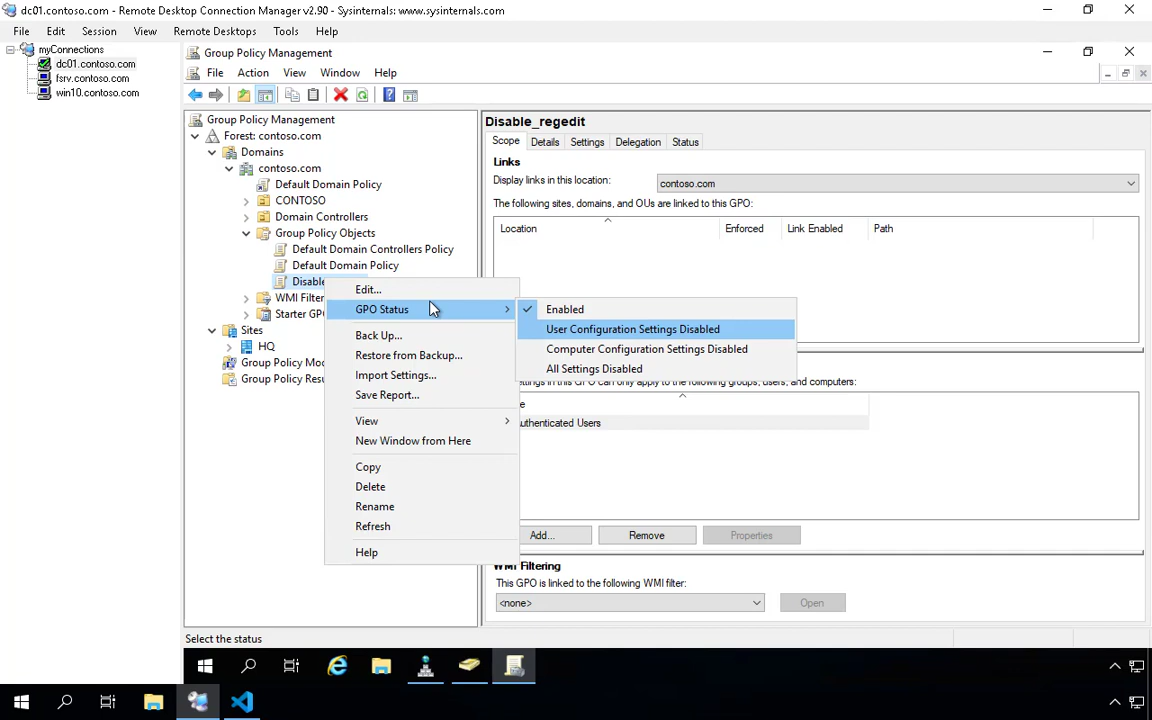 dc01.contoso.com - Remote Desktop Connection Manager v2.90 - Sysinternals: www.sysinternals.com
File Edit Session View Remote Desktops Tools Help
myConnections
dc01.contoso.com
fsrv.contoso.com
win10.contoso.com
Group Policy Management
File Action View Window Help
Group Policy Management
Forest: contoso.com
Domains
contoso.com
Default Domain Policy
CONTOSO
Domain Controllers
Group Policy Objects
Default Domain Controllers Policy
Default Domain Policy
Disable
WMI Filter
Starter GP
Sites
HQ
Group Policy Mo
Group Policy Resu
Edit...
GPO Status
Back Up...
Restore from Backup...
Import Settings...
Save Report...
View
New Window from Here
Copy
Delete
Rename
Refresh
Help
Enabled
User Configuration Settings Disabled
Computer Configuration Settings Disabled
All Settings Disabled
Disable_regedit
Scope Details Settings Delegation Status
Links
Display links in this location: contoso.com
The following sites, domains, and OUs are linked to this GPO:
Location Enforced Link Enabled Path
ettings in this GPO can only apply to the following groups, users, and computers:
e
uthenticated Users
Add... Remove Properties
WMI Filtering
This GPO is linked to the following WMI filter:
<none> Open
Select the status